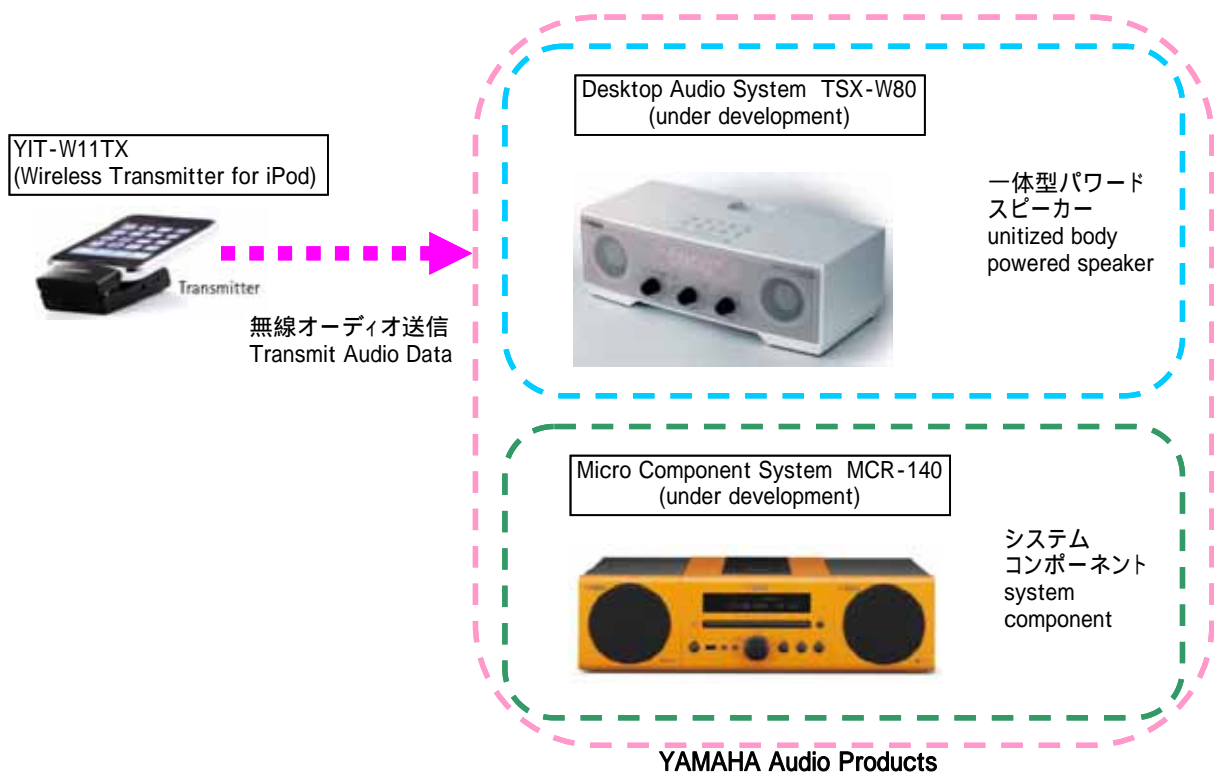 YIT-W11TX
(Wireless Transmitter for iPod)
Transmitter
無線オーディオ送信
Transmit Audio Data
Desktop Audio System TSX-W80
(under development)
一体型パワード
スピーカー
unitized body
powered speaker
Micro Component System MCR-140
(under development)
システム
コンポーネント
system
component
YAMAHA Audio Products